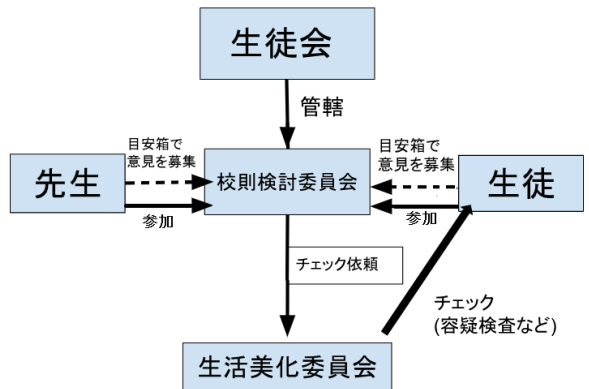 生徒会
管轄
目安箱で
意見を募集
目安箱で
意見を募集
先生
校則検討委員会
生徒
参加
参加
チェック依頼
チェック
(容疑検査など)
生活美化委員会